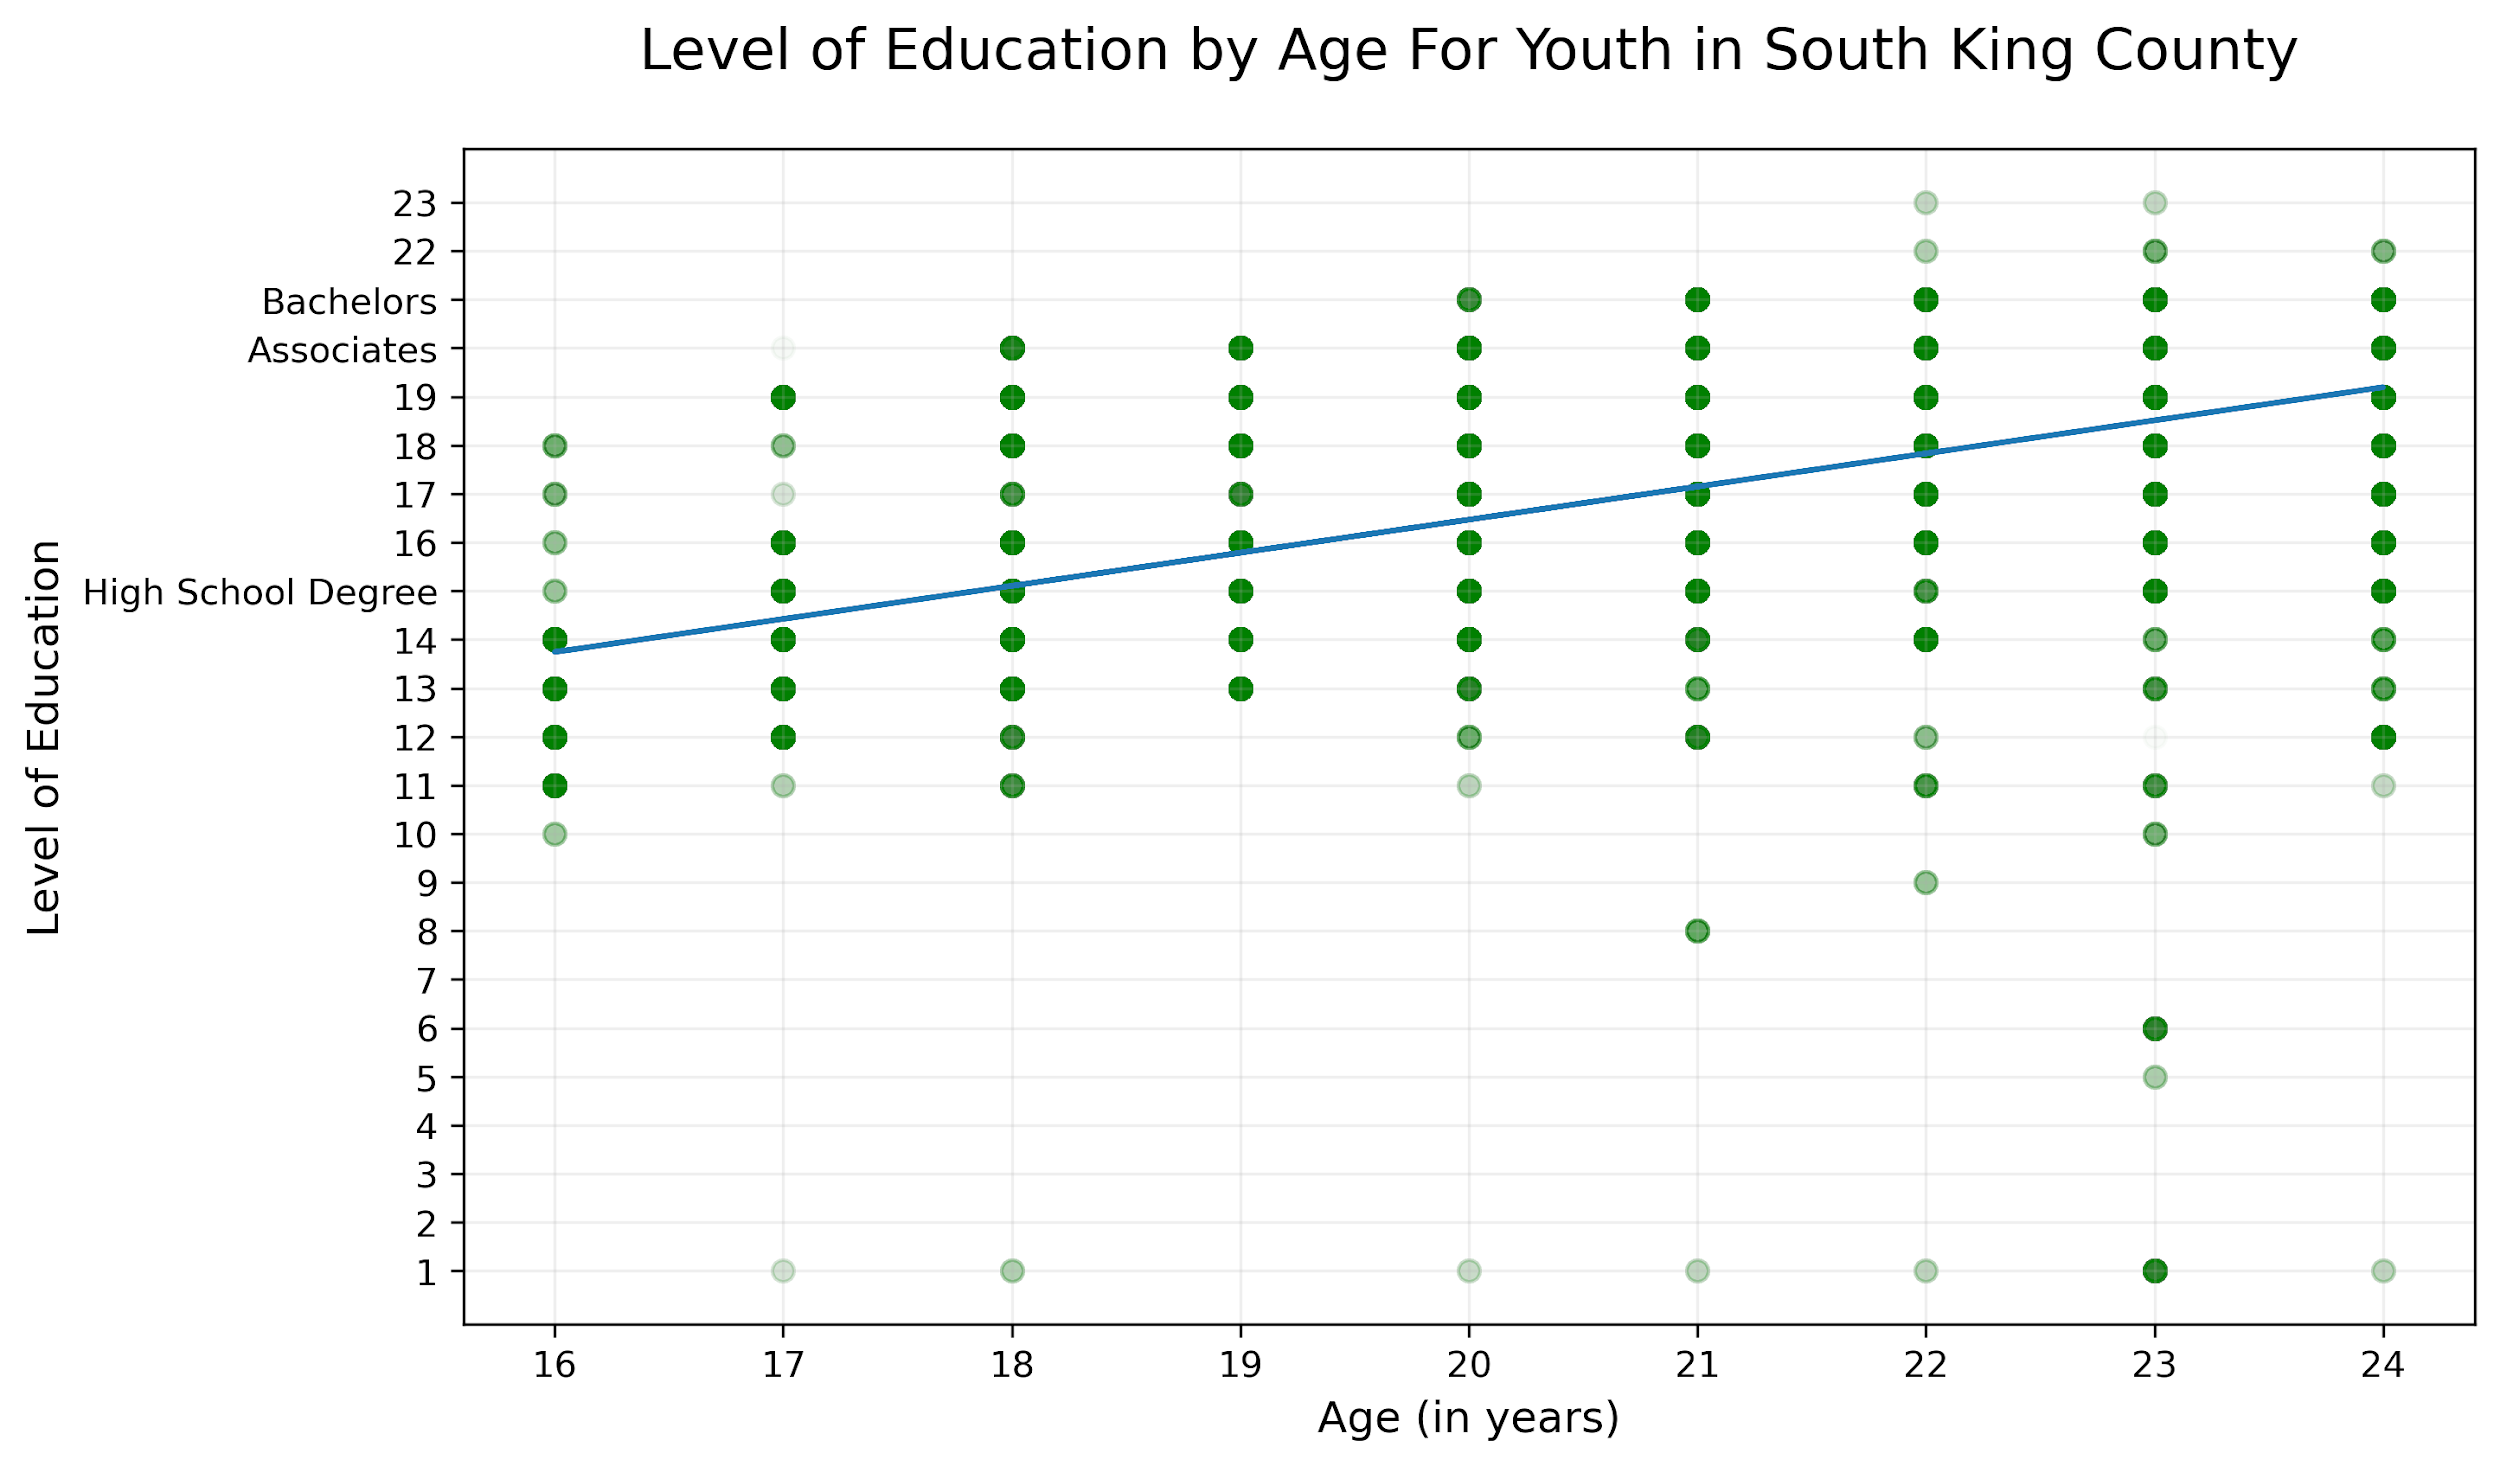 Level of Education by Age For Youth in South King County
Level of Education
23
22
Bachelors
Associates
19
18
17
16
High School Degree
14
13
12
11
10
9
8
7
6
5
4
3
2
1
16 17 18 19 20 21 22 23 24
Age (in years)